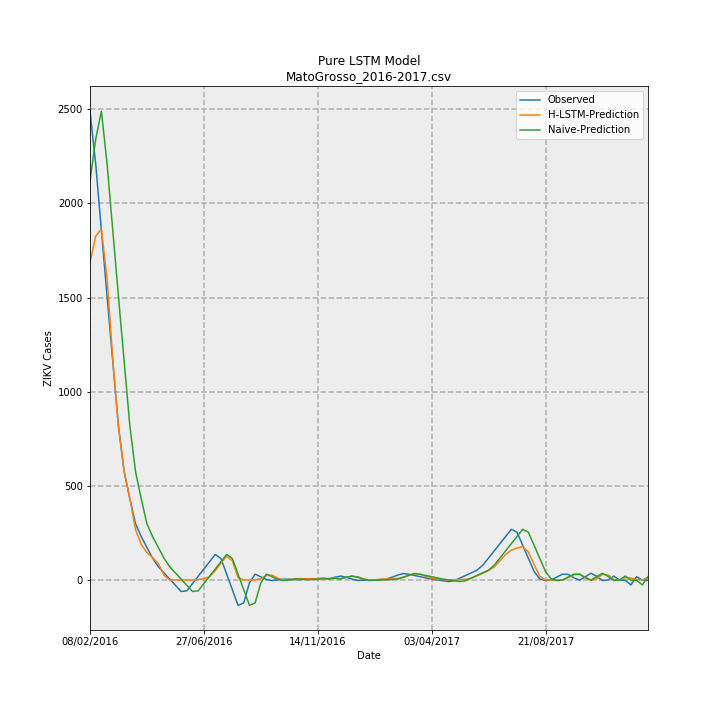 Pure LSTM Model
MatoGrosso_2016-2017.csv
Observed
H-LSTM-Prediction
Naive-Prediction
2500
2000
1500
1000
500
0
ZIKV Cases
08/02/2016
27/06/2016
14/11/2016
03/04/2017
21/08/2017
Date